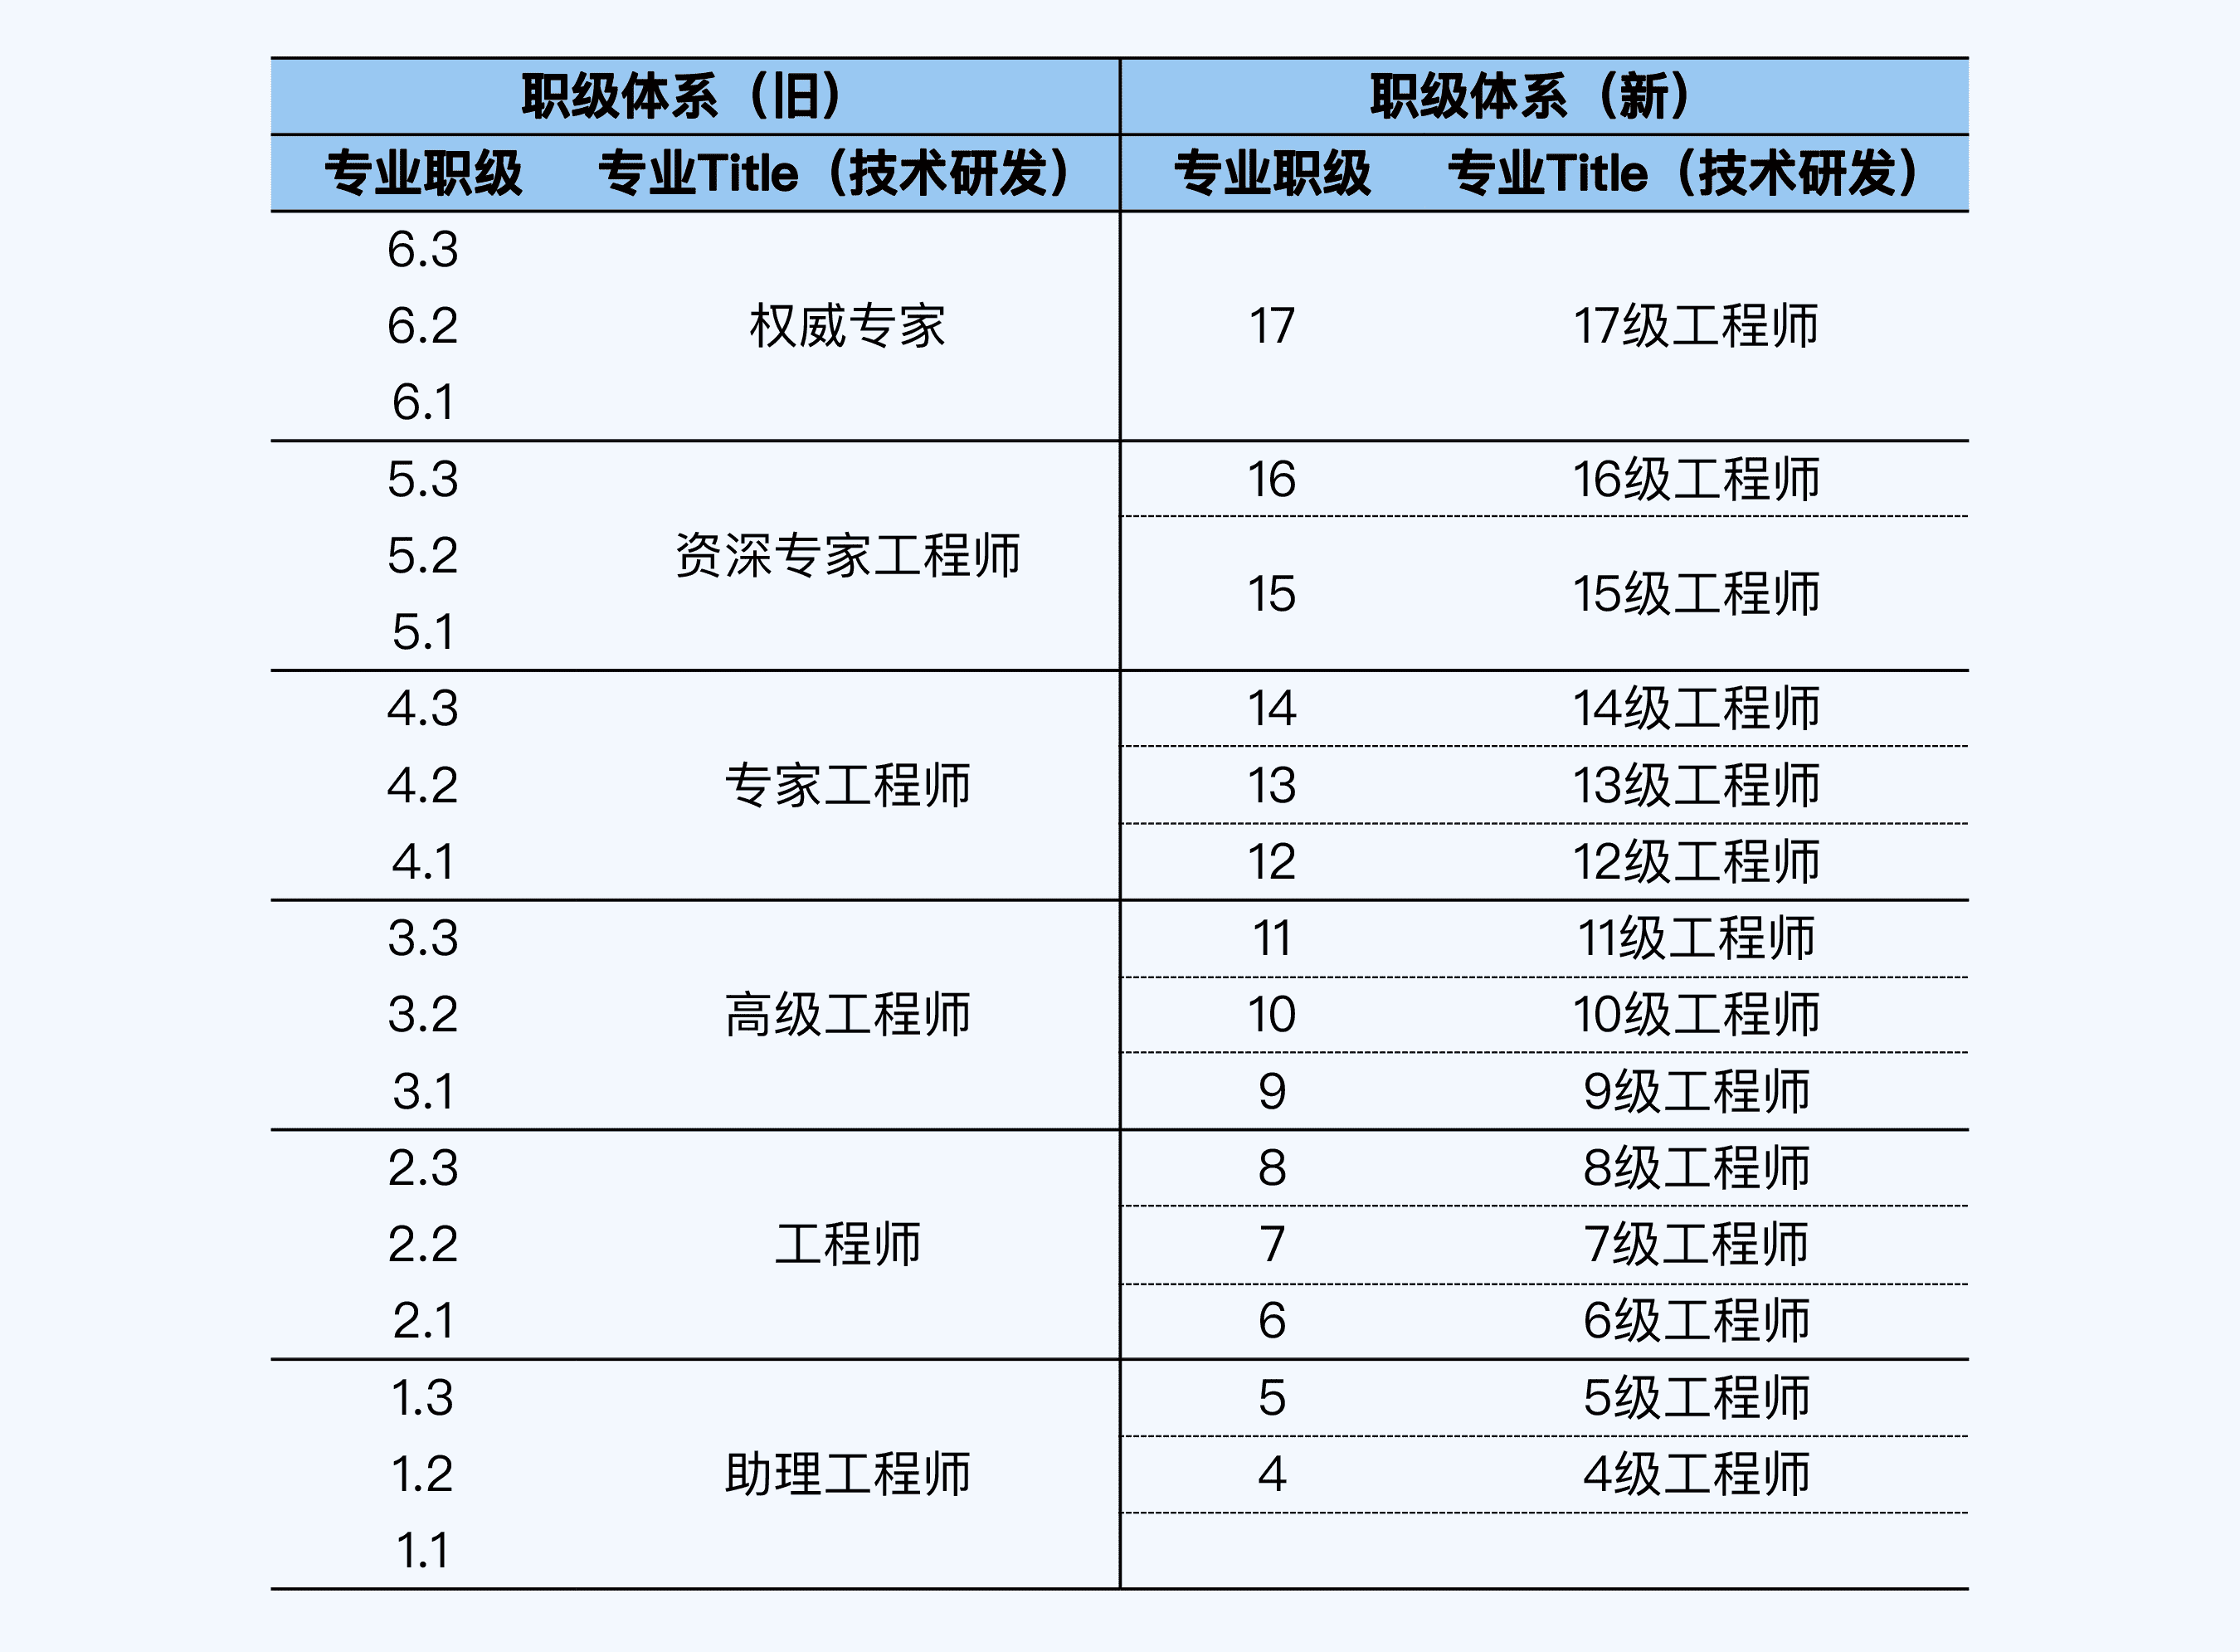 职级体系（旧） 职级体系（新）
专业职级 专业Title（技术研发） 专业职级 专业Title（技术研发）
6.3
6.2 权威专家 17 17级工程师
6.1
5.3 16 16级工程师
5.2 资深专家工程师
15 15级工程师
5.1
4.3 14 14级工程师
4.2 专家工程师 13 13级工程师
4.1 12 12级工程师
3.3 11 11级工程师
3.2 高级工程师 10 10级工程师
3.1 9 9级工程师
2.3 8 8级工程师
2.2 工程师 7 7级工程师
2.1 6 6级工程师
1.3 5 5级工程师
1.2 助理工程师 4 4级工程师
1.1